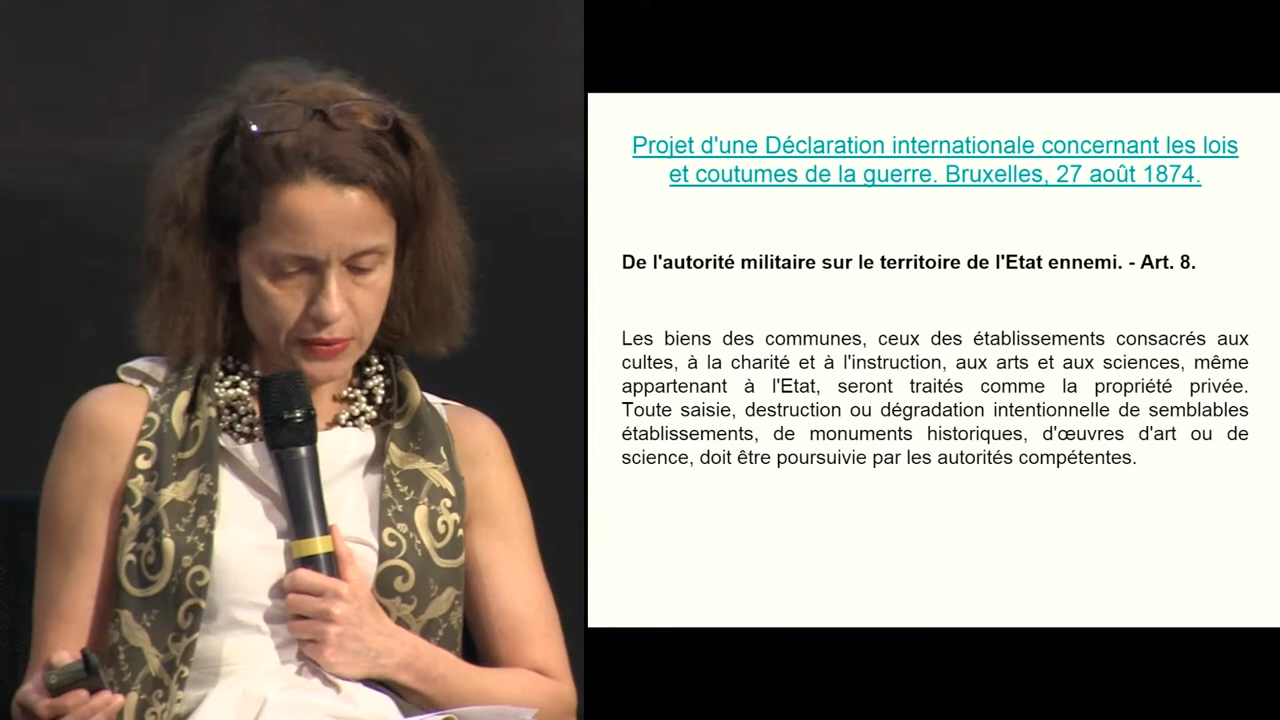 Projet d'une Déclaration internationale concernant les lois
et coutumes de la guerre. Bruxelles, 27 août 1874.
De l'autorité militaire sur le territoire de l'Etat ennemi. - Art. 8.
Les biens des communes, ceux des établissements consacrés aux
cultes, à la charité et à l'instruction, aux arts et aux sciences, même
appartenant à l'Etat, seront traités comme la propriété privée.
Toute saisie, destruction ou dégradation intentionnelle de semblables
établissements, de monuments historiques, d'œuvres d'art ou de
science, doit être poursuivie par les autorités compétentes.